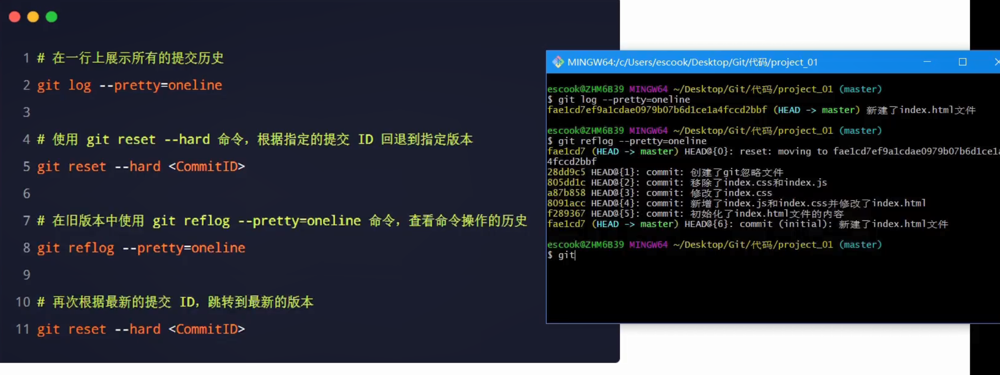 1 # 在一行上展示所有的提交历史
2 git log --pretty=oneline
3
4 # 使用 git reset --hard 命令，根据指定的提交 ID 回退到指定版本
5 git reset --hard <CommitID>
6
7 # 在旧版本中使用 git reflog --pretty=oneline 命令，查看命令操作的历史
8 git reflog --pretty=oneline
9
10 # 再次根据最新的提交 ID，跳转到最新的版本
11 git reset --hard <CommitID>
MINGW64:/c/Users/escook/Desktop/Git/代码/project_01
escook@ZHM6B39 MINGW64 ~/Desktop/Git/代码/project_01 (master)
$ git log --pretty=oneline
fae1cd7ef9a1cdae0979b07b6d1ce1a4fccd2bbf (HEAD -> master) 新建了index.html文件
escook@ZHM6B39 MINGW64 ~/Desktop/Git/代码/project_01 (master)
$ git reflog --pretty=oneline
fae1cd7 (HEAD -> master) HEAD@{0}: reset: moving to fae1cd7ef9a1cdae0979b07b6d1ce1a
4fccd2bbf
28dd9c5 HEAD@{1}: commit: 创建了git忽略文件
805dd1c HEAD@{2}: commit: 移除了index.css和index.js
a87b858 HEAD@{3}: commit: 修改了index.css
8091acc HEAD@{4}: commit: 新增了index.js和index.css并修改了index.html
f289367 HEAD@{5}: commit: 初始化了index.html文件的内容
fae1cd7 (HEAD -> master) HEAD@{6}: commit (initial): 新建了index.html文件
escook@ZHM6B39 MINGW64 ~/Desktop/Git/代码/project_01 (master)
$ git